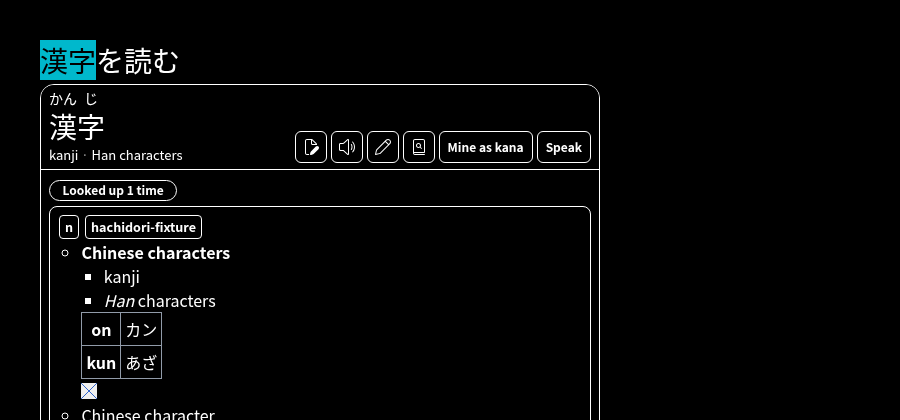 漢字を読む
かん じ
漢字
kanji · Han characters
Mine as kana
Speak
Looked up 1 time
n
hachidori-fixture
Chinese characters
kanji
Han characters
on カン
kun あざ
Chinese character